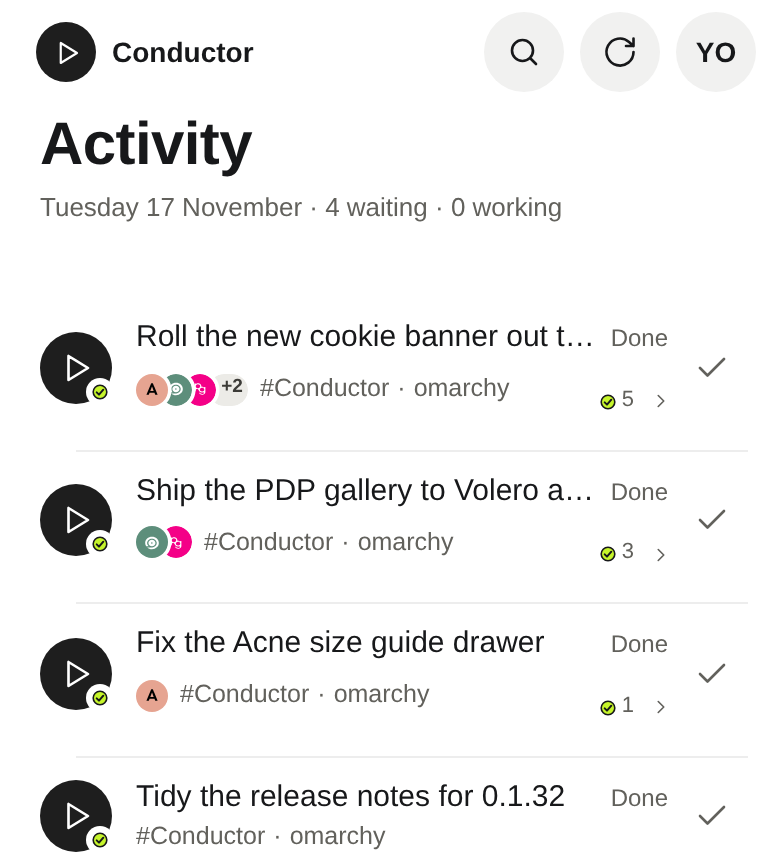 Conductor
YO
Activity
Tuesday 17 November · 4 waiting · 0 working
Roll the new cookie banner out t… Done
A +2 #Conductor · omarchy 5
Ship the PDP gallery to Volero a… Done
#Conductor · omarchy 3
Fix the Acne size guide drawer Done
A #Conductor · omarchy 1
Tidy the release notes for 0.1.32 Done
#Conductor · omarchy